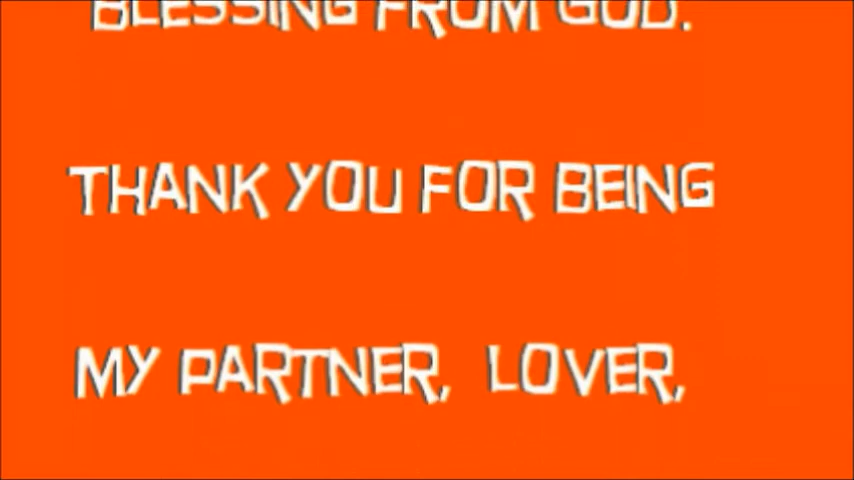 BLESSING FROM GOD.
THANK YOU FOR BEING
MY PARTNER, LOVER,